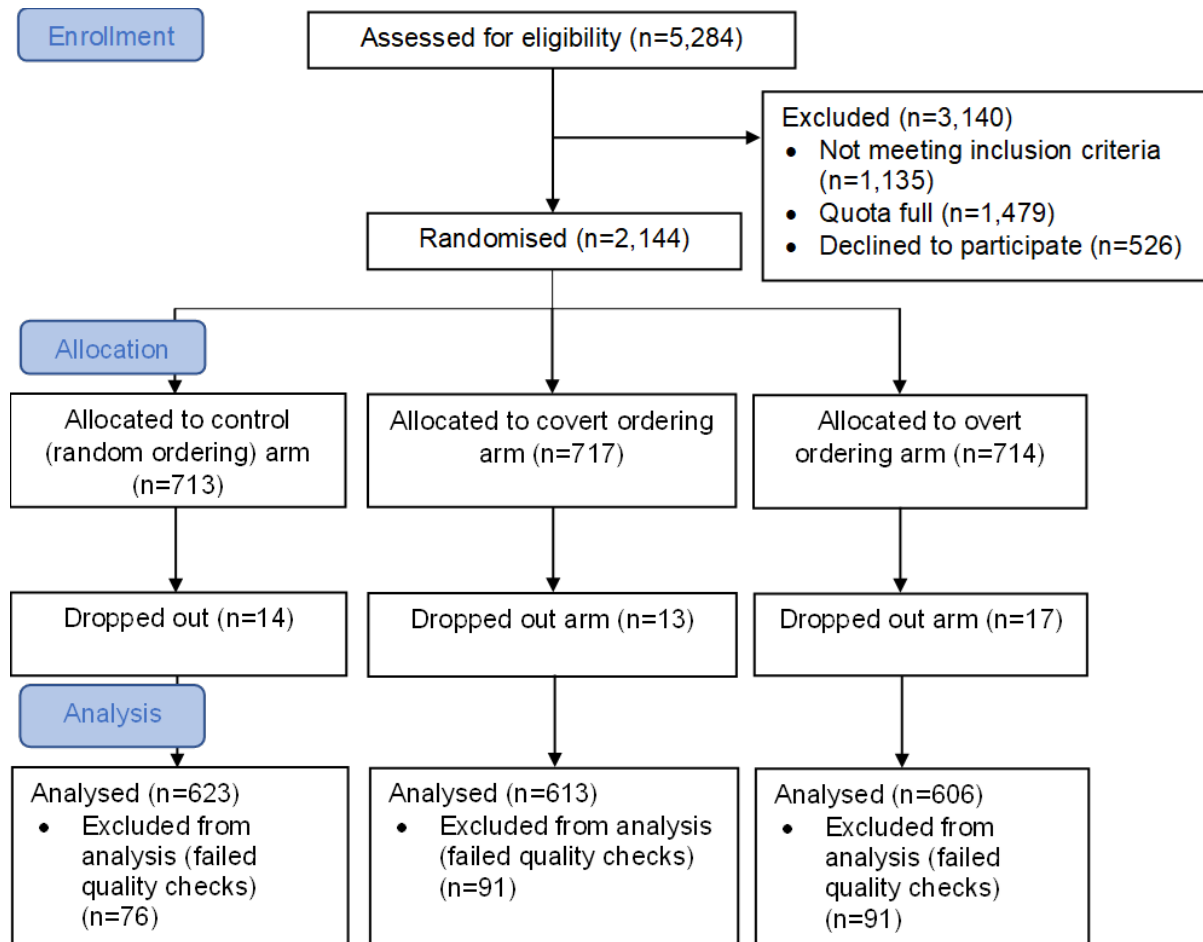 Enrollment
Assessed for eligibility (n=5,284)
Excluded (n=3,140)
• Not meeting inclusion criteria
(n=1,135)
• Quota full (n=1,479)
• Declined to participate (n=526)
Randomised (n=2,144)
Allocation
Allocated to control
(random ordering) arm
(n=713)
Allocated to covert ordering
arm (n=717)
Allocated to overt
ordering arm (n=714)
Dropped out (n=14)
Dropped out arm (n=13)
Dropped out arm (n=17)
Analysis
Analysed (n=623)
• Excluded from
analysis (failed
quality checks)
(n=76)
Analysed (n=613)
• Excluded from analysis
(failed quality checks)
(n=91)
Analysed (n=606)
• Excluded from
analysis (failed
quality checks)
(n=91)